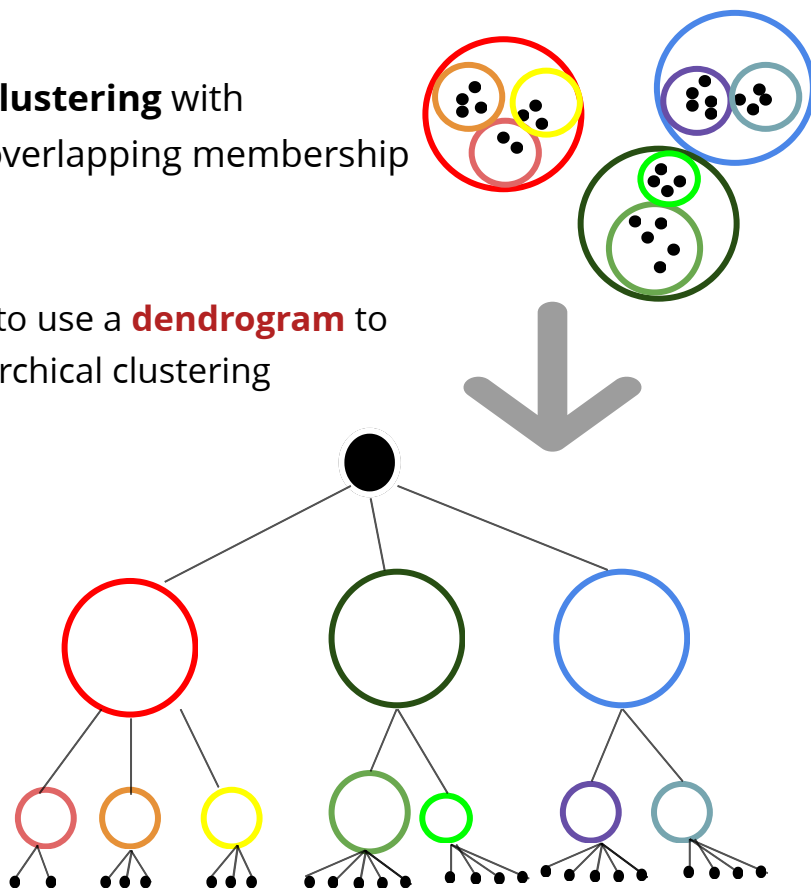 lustering with
overlapping membership
to use a dendrogram to
rchical clustering